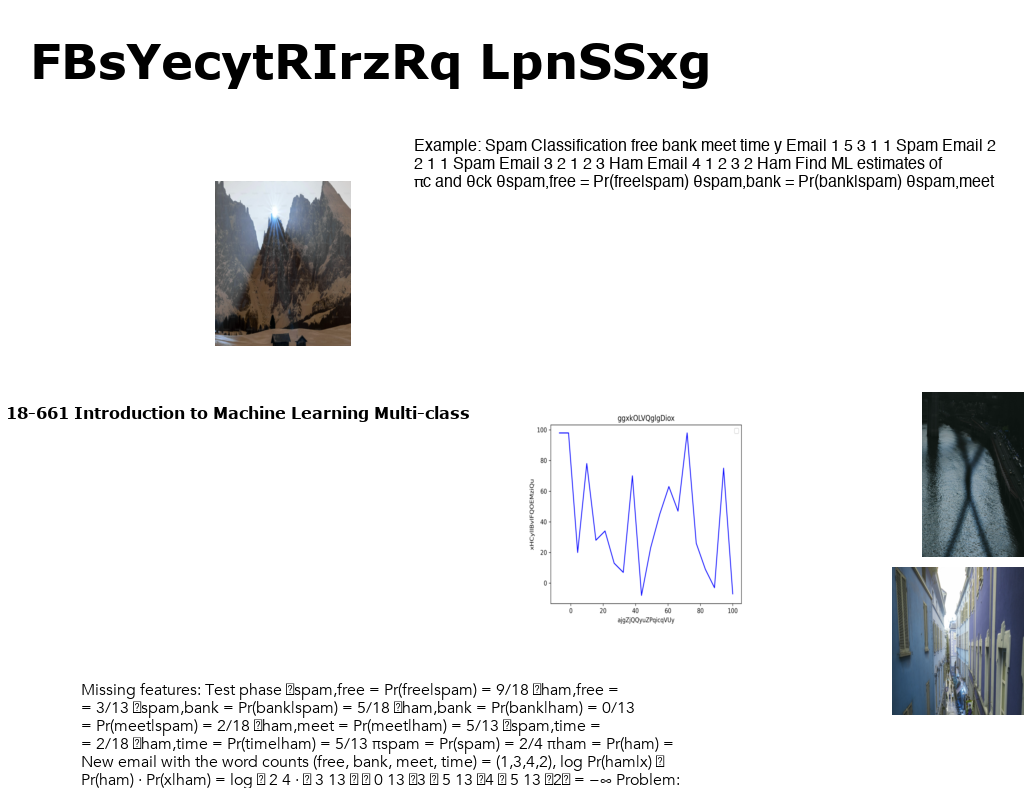 FBsYecytRIrzRq LpnSSxg
Example: Spam Classification free bank meet time y Email 1 5 3 1 1 Spam Email 2
2 1 1 Spam Email 3 2 1 2 3 Ham Email 4 1 2 3 2 Ham Find ML estimates of
πc and θck θspam,free = Pr(free|spam) θspam,bank = Pr(bank|spam) θspam,meet
18-661 Introduction to Machine Learning Multi-class
ggxkOLVQglgDiox
100
80
60
40
20
0
0 20 40 60 80 100
Missing features: Test phase spam,free = Pr(free|spam) = 9/18 ham,free =
= 3/13 spam,bank = Pr(bank|spam) = 5/18 ham,bank = Pr(bank|ham) = 0/13
= Pr(meet|spam) = 2/18 ham,meet = Pr(meet|ham) = 5/13 spam,time =
= 2/18 ham,time = Pr(time|ham) = 5/13 πspam = Pr(spam) = 2/4 πham = Pr(ham) =
New email with the word counts (free, bank, meet, time) = (1,3,4,2), log Pr(ham|x)
Pr(ham) · Pr(x|ham) = log 2 4 · 3 13 0 13 3 5 13 4 5 13 2 = −∞ Problem: